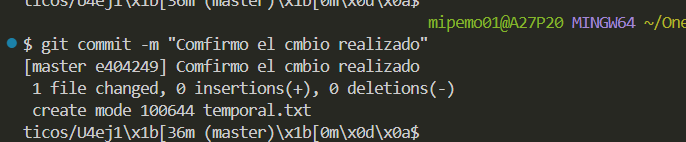 ticos/U4ej1\x1b[36m (master)\x1b[0m\x0d\x0a$
mipemo01@A27P20 MINGW64 ~/One
$ git commit -m "Comfirmo el cmbio realizado"
[master e404249] Comfirmo el cmbio realizado
1 file changed, 0 insertions(+), 0 deletions(-)
create mode 100644 temporal.txt
ticos/U4ej1\x1b[36m (master)\x1b[0m\x0d\x0a$